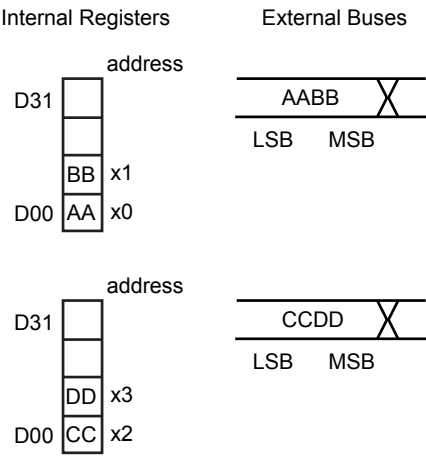 Internal Registers External Buses
address
D31 AABB
LSB MSB
BB x1
D00 AA x0
address
D31 CCDD
LSB MSB
DD x3
D00 CC x2